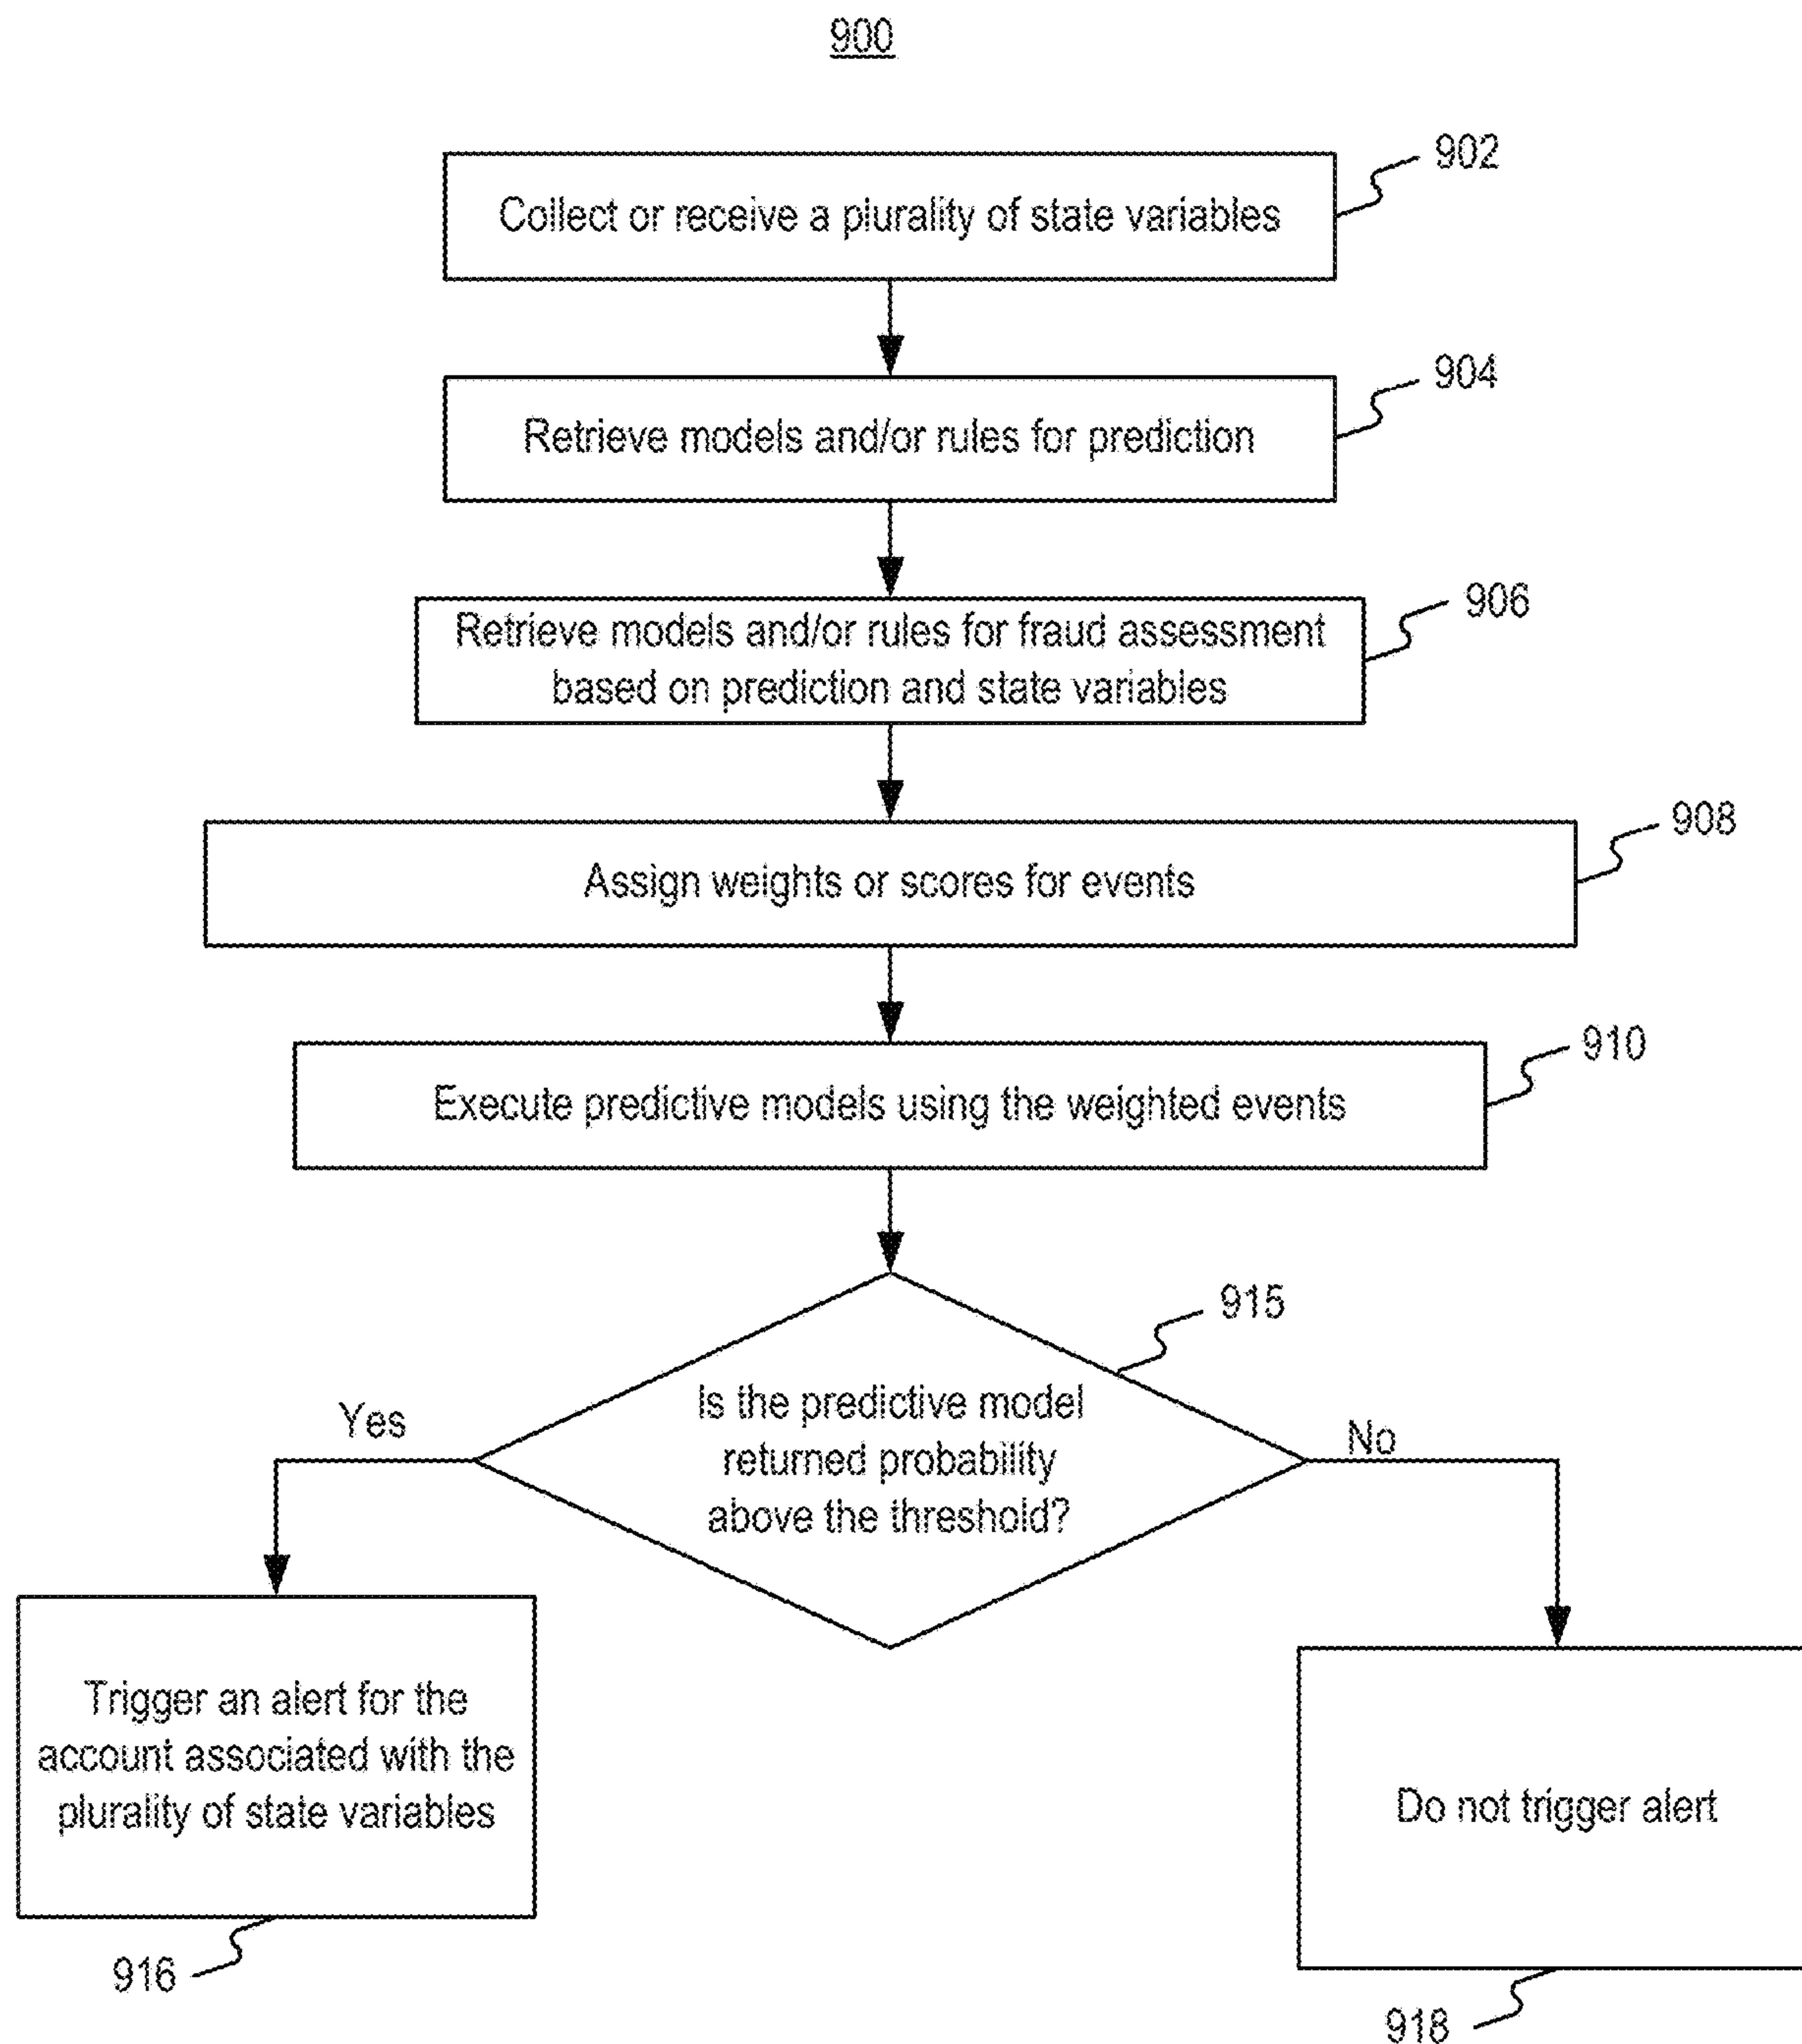 900
902
Collect or receive a plurality of state variables
904
Retrieve models and/or rules for prediction
906
Retrieve models and/or rules for fraud assessment
based on prediction and state variables
908
Assign weights or scores for events
910
Execute predictive models using the weighted events
915
Is the predictive model
returned probability
above the threshold?
Yes
No
Trigger an alert for the
account associated with the
plurality of state variables
Do not trigger alert
916
918